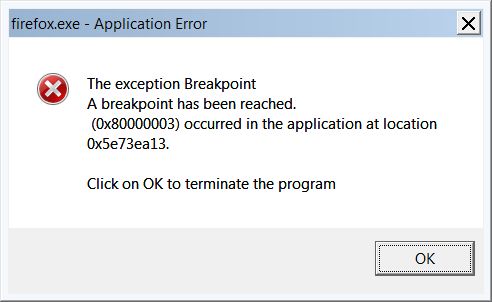 firefox.exe - Application Error
The exception Breakpoint
A breakpoint has been reached.
(0x80000003) occurred in the application at location
0x5e73ea13.
Click on OK to terminate the program
OK